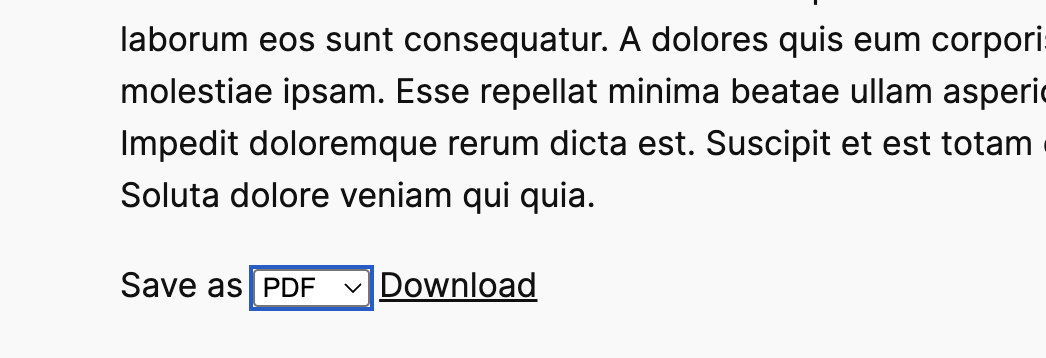 laborum eos sunt consequatur. A dolores quis eum
molestiae ipsam. Esse repellat minima beatae ullam
Impedit doloremque rerum dicta est. Suscipit et est totam
Soluta dolore veniam qui quia.
Save as PDF Download